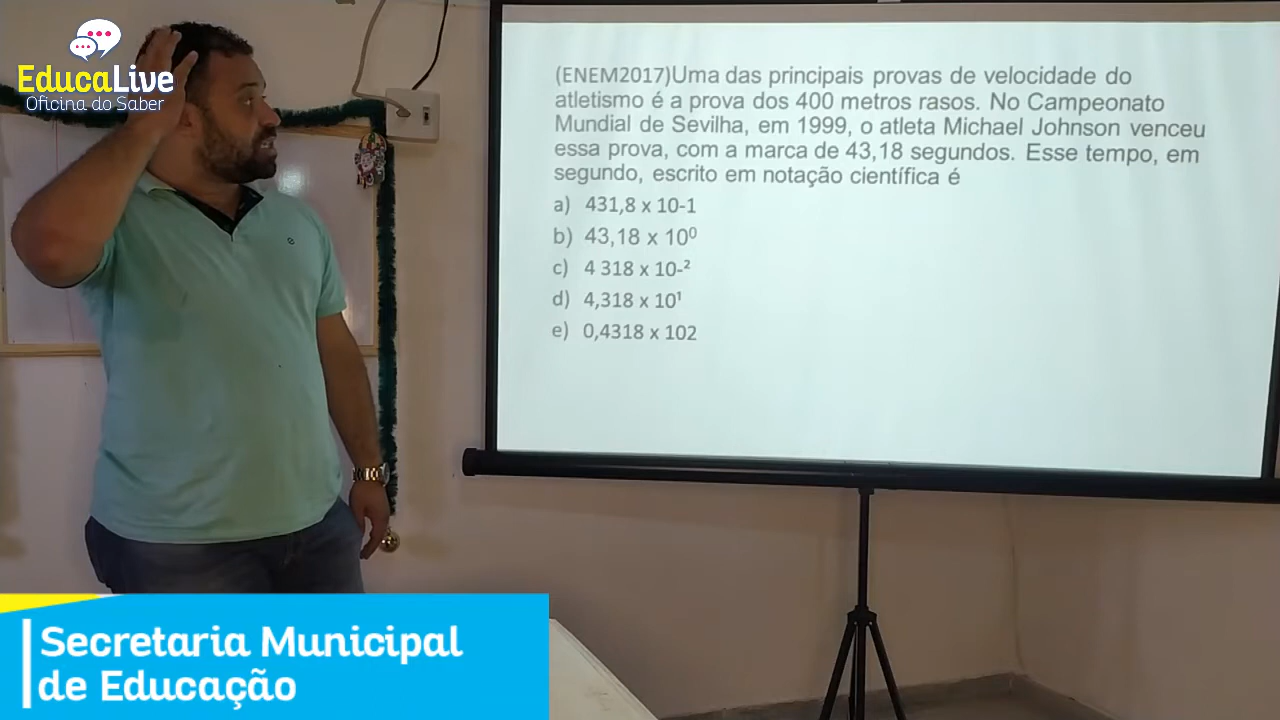 EducaLive
Oficina do Saber
(ENEM2017)Uma das principais provas de velocidade do
atletismo é a prova dos 400 metros rasos. No Campeonato
Mundial de Sevilha, em 1999, o atleta Michael Johnson venceu
essa prova, com a marca de 43,18 segundos. Esse tempo, em
segundo, escrito em notação científica é
a) 431,8 x 10-1
b) 43,18 x 10⁰
c) 4 318 x 10-²
d) 4,318 x 10¹
e) 0,4318 x 102
Secretaria Municipal
de Educação